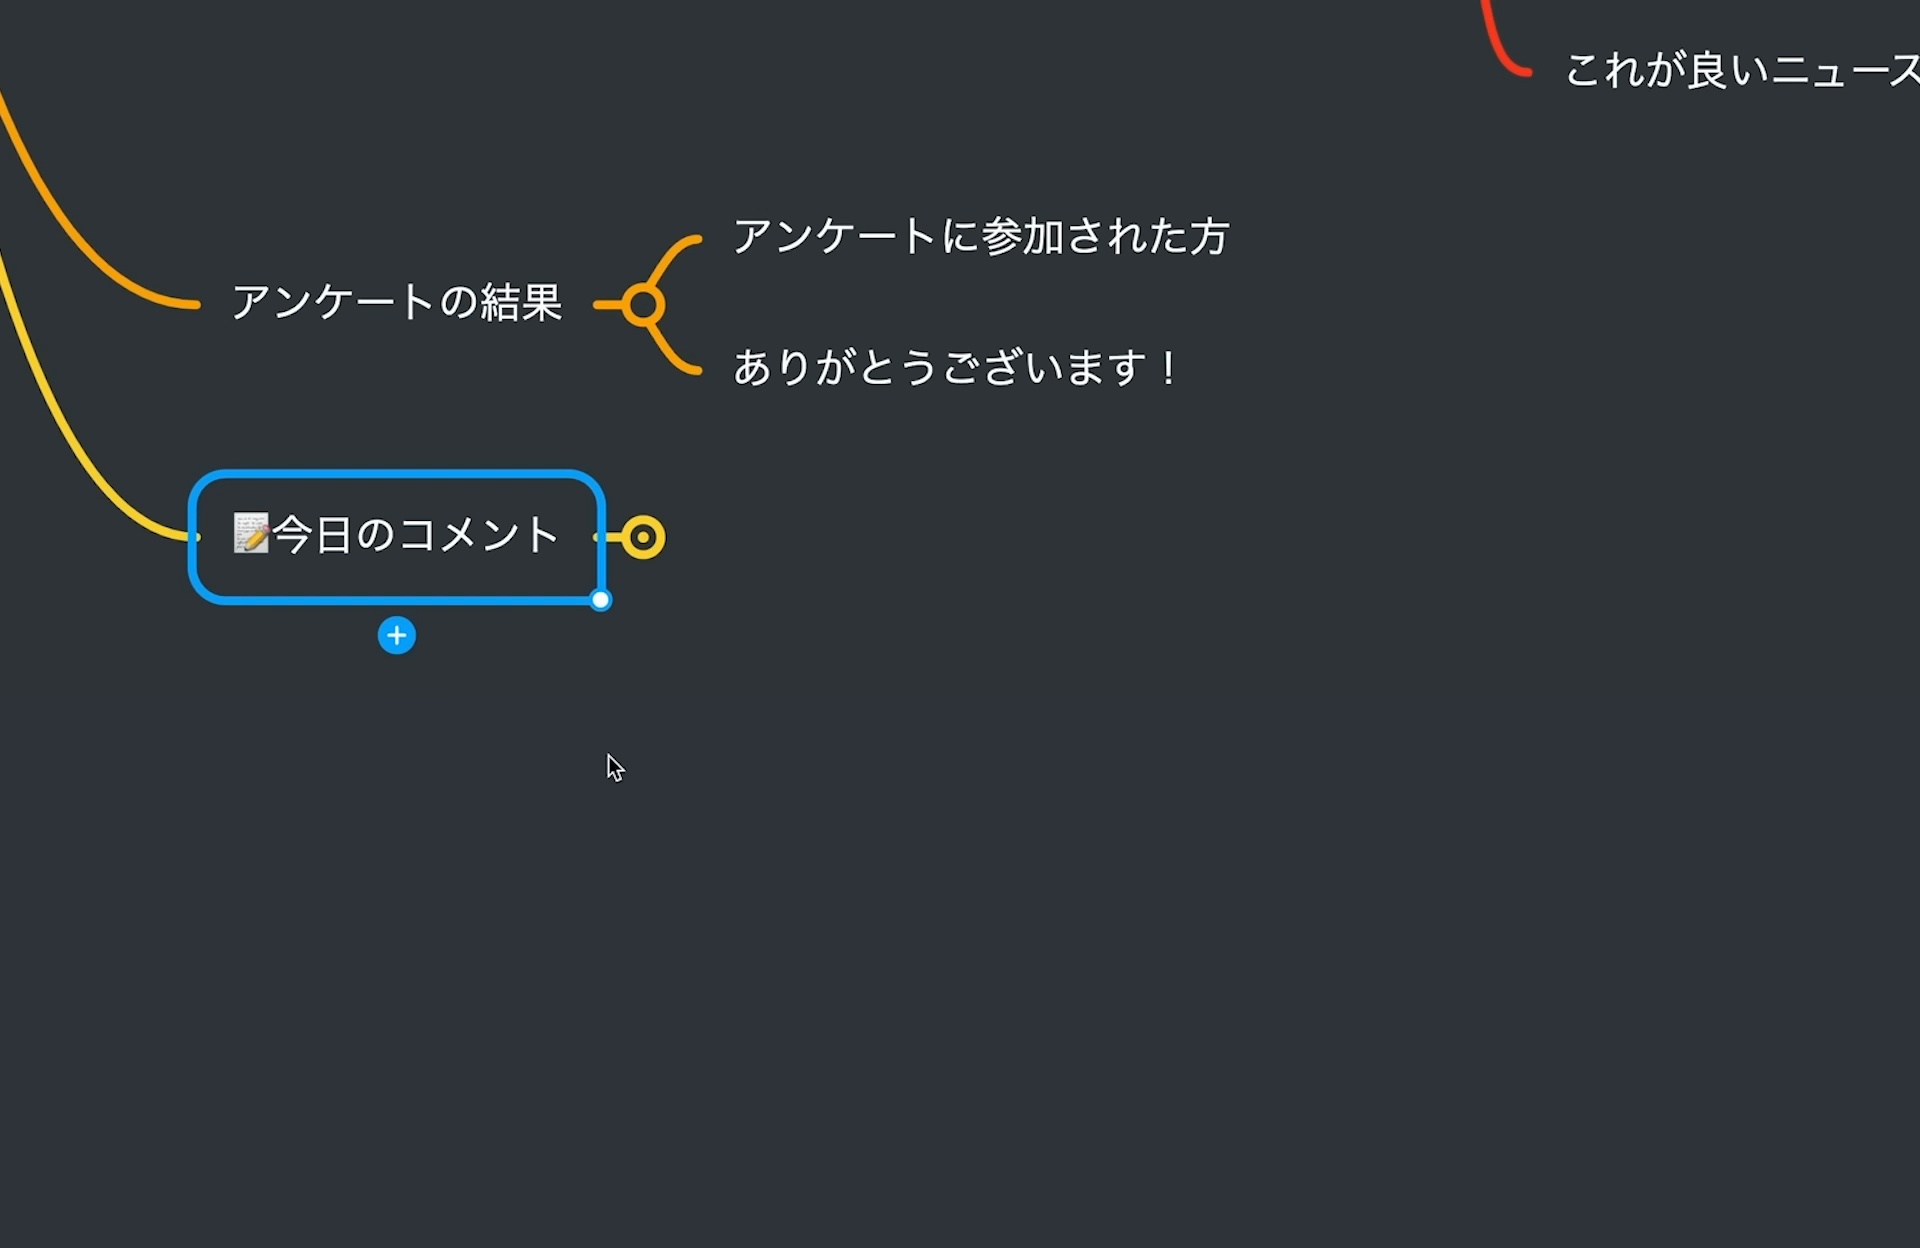 これが良いニュース
アンケートに参加された方
アンケートの結果
ありがとうございます！
📝今日のコメント